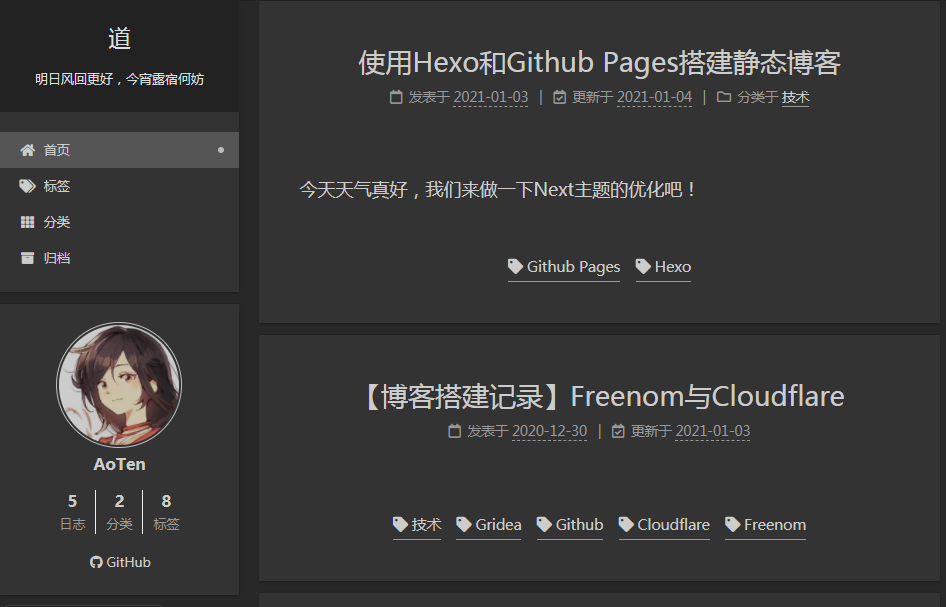 道
明日风回更好，今宵露宿何妨
首页
标签
分类
归档
AoTen
5 2 8
日志 分类 标签
GitHub
使用Hexo和Github Pages搭建静态博客
发表于 2021-01-03 | 更新于 2021-01-04 | 分类于 技术
今天天气真好，我们来做一下Next主题的优化吧！
Github Pages Hexo
【博客搭建记录】Freenom与Cloudflare
发表于 2020-12-30 | 更新于 2021-01-03
技术 Gridea Github Cloudflare Freenom